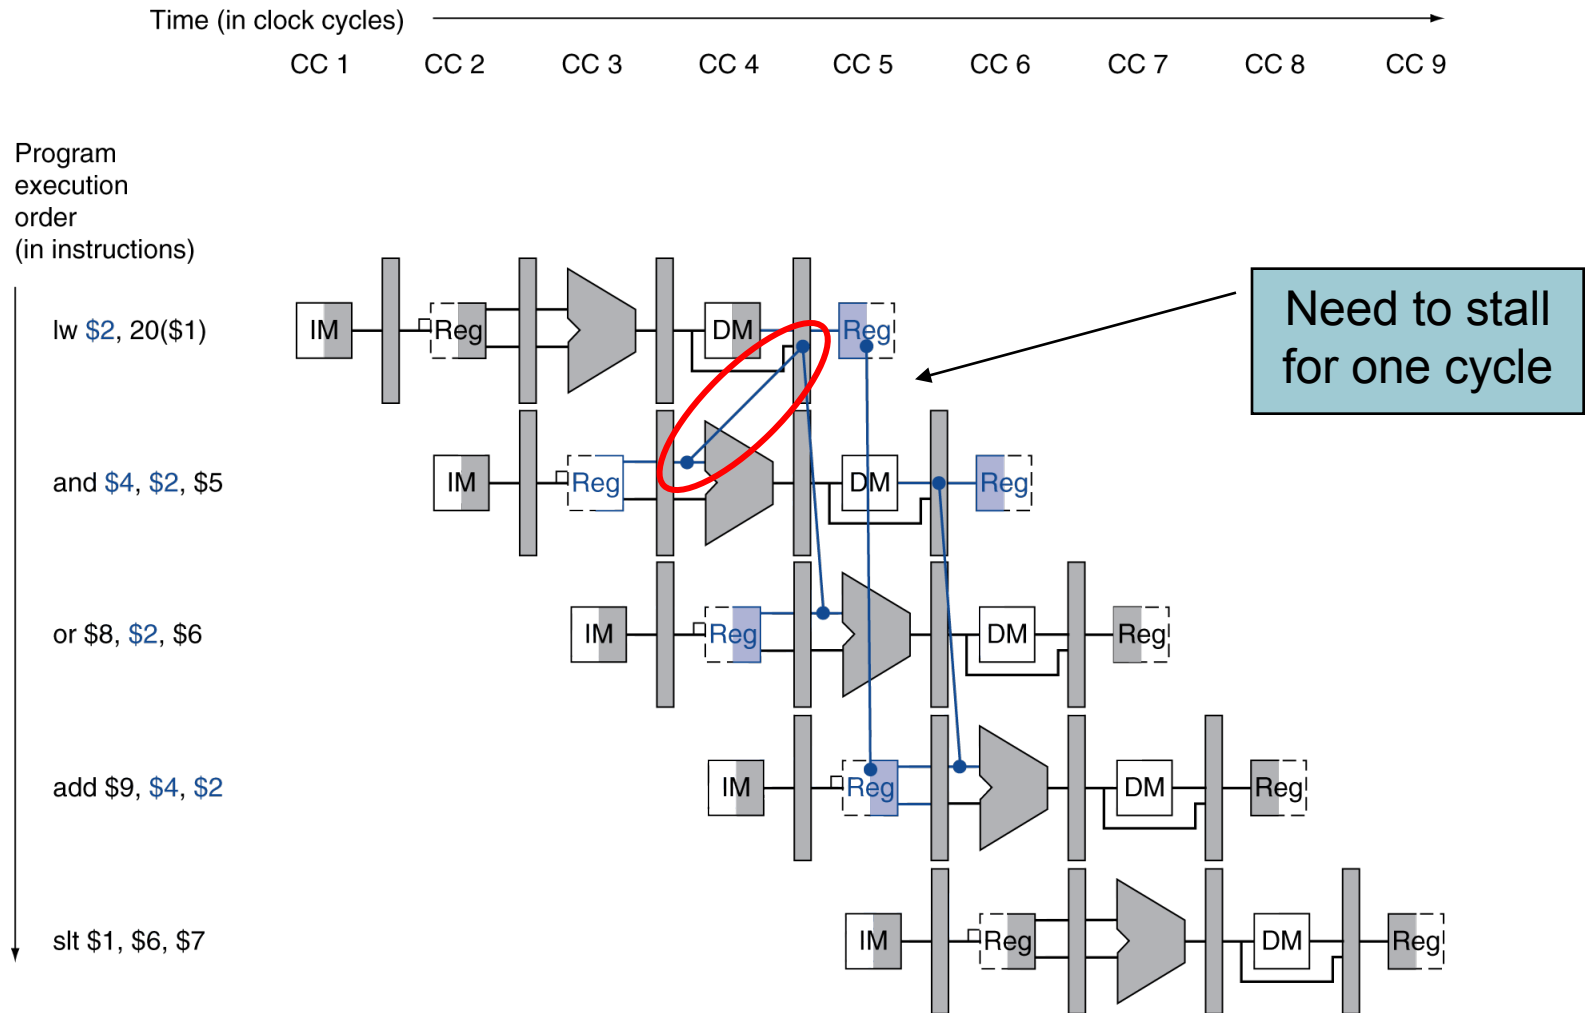 Time (in clock cycles)
CC 1 CC 2 CC 3 CC 4 CC 5 CC 6 CC 7 CC 8 CC 9
Program
execution
order
(in instructions)
Need to stall
for one cycle
lw $2, 20($1) IM Reg DM Reg
and $4, $2, $5 IM Reg DM Reg
or $8, $2, $6 IM Reg DM Reg
add $9, $4, $2 IM Reg DM Reg
slt $1, $6, $7 IM Reg DM Reg